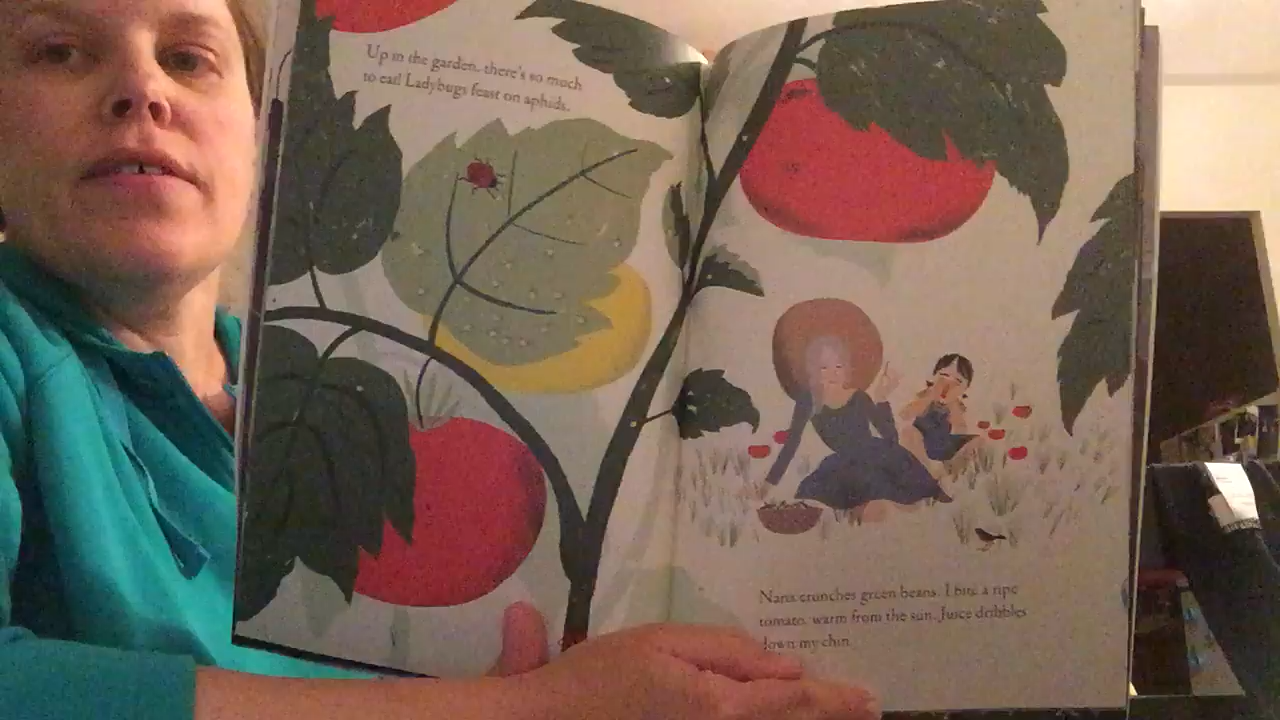 Up in the garden, there's so much
to eat! Ladybugs feast on aphids.
Nana crunches green beans. I bite a ripe
tomato, warm from the sun. Juice dribbles
down my chin.